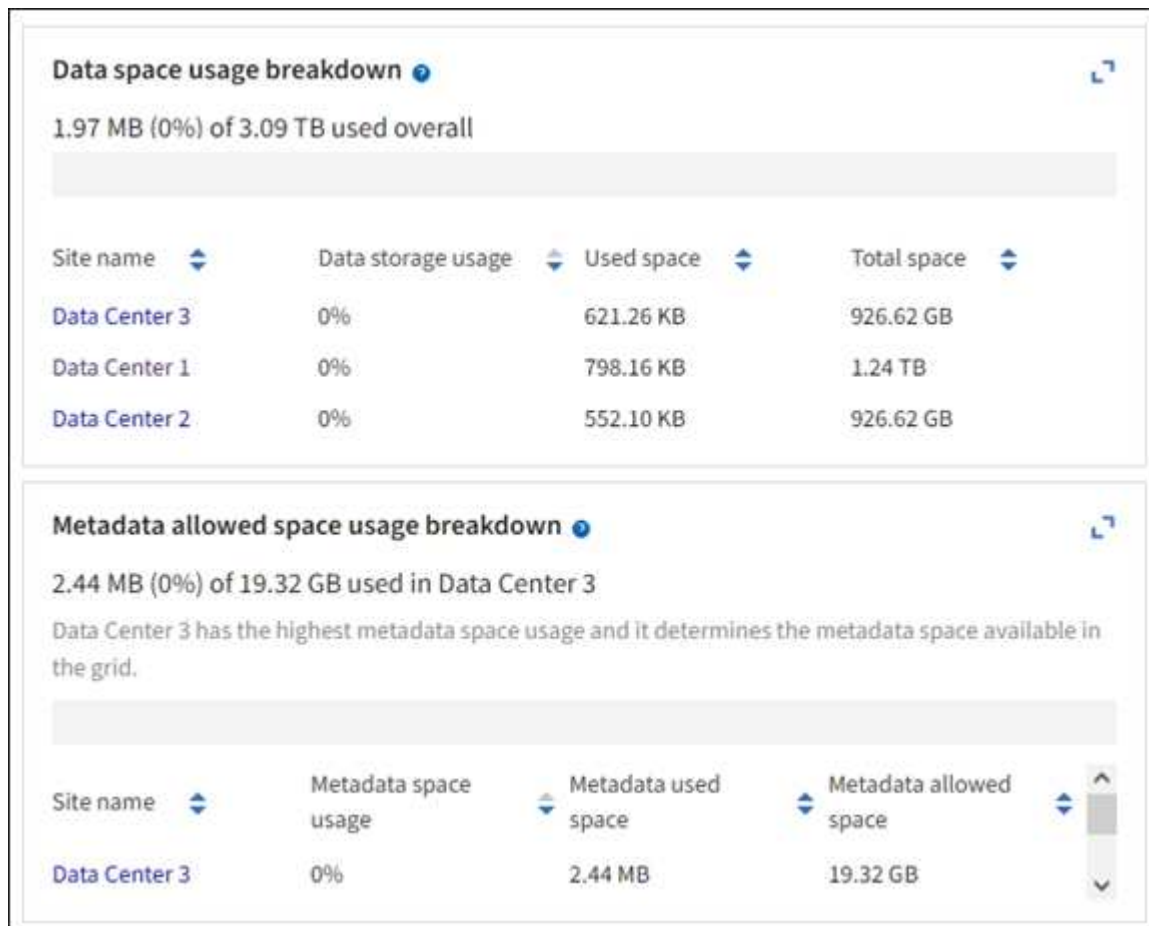 Data space usage breakdown ?
1.97 MB (0%) of 3.09 TB used overall
Site name Data storage usage Used space Total space
Data Center 3 0% 621.26 KB 926.62 GB
Data Center 1 0% 798.16 KB 1.24 TB
Data Center 2 0% 552.10 KB 926.62 GB
Metadata allowed space usage breakdown ?
2.44 MB (0%) of 19.32 GB used in Data Center 3
Data Center 3 has the highest metadata space usage and it determines the metadata space available in
the grid.
Site name Metadata space usage Metadata used space Metadata allowed space
Data Center 3 0% 2.44 MB 19.32 GB